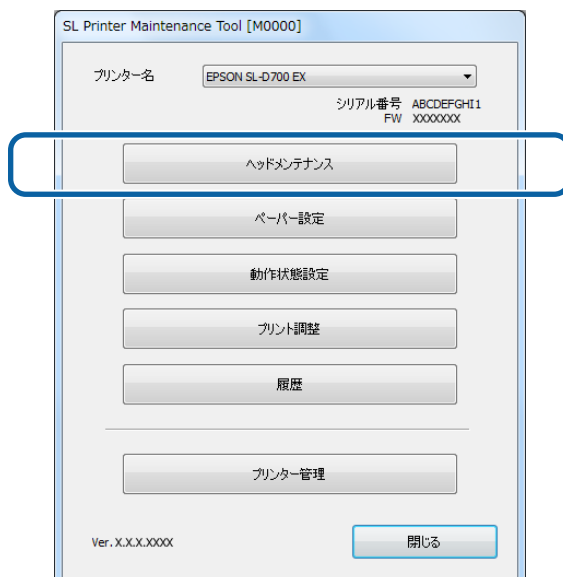 SL Printer Maintenance Tool [M0000]
プリンター名 EPSON SL-D700 EX
シリアル番号 ABCDEFGHI1
FW XXXXXXX
ヘッドメンテナンス
ペーパー設定
動作状態設定
プリント調整
履歴
プリンター管理
Ver. X.X.X.XXXX 閉じる